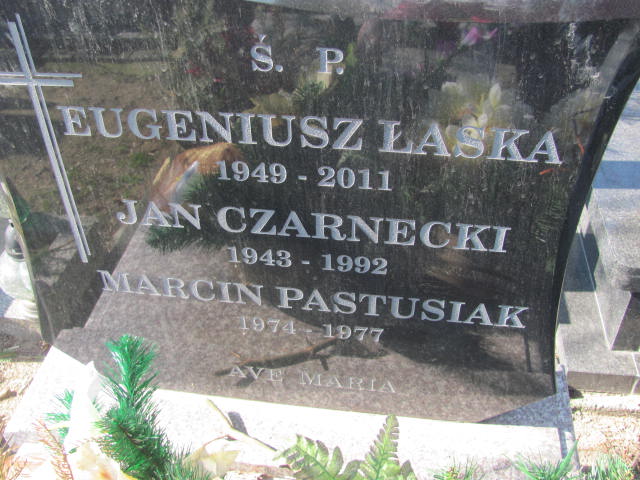 Ś. P.
EUGENIUSZ ŁASKA
1949 - 2011
JAN CZARNECKI
1943 - 1992
MARCIN PASTUSIAK
1974 - 1977
AVE MARIA